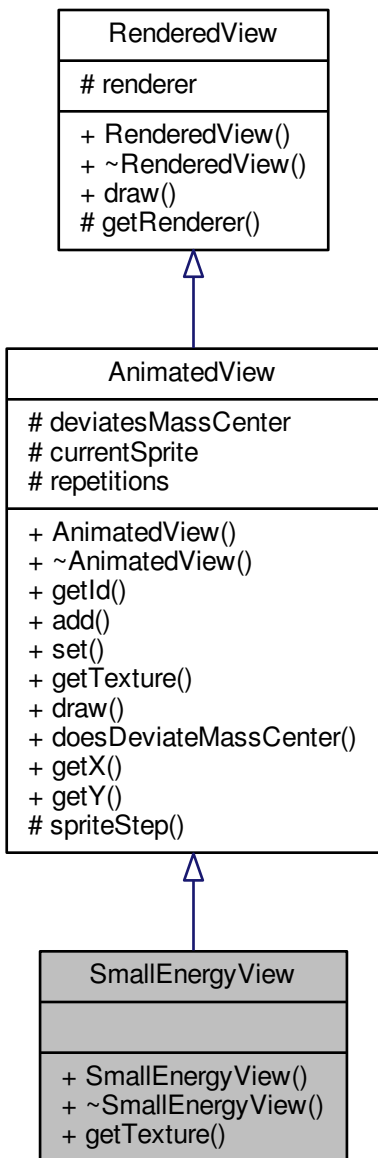 RenderedView
# renderer
+ RenderedView()
+ ~RenderedView()
+ draw()
# getRenderer()
AnimatedView
# deviatesMassCenter
# currentSprite
# repetitions
+ AnimatedView()
+ ~AnimatedView()
+ getId()
+ add()
+ set()
+ getTexture()
+ draw()
+ doesDeviateMassCenter()
+ getX()
+ getY()
# spriteStep()
SmallEnergyView
+ SmallEnergyView()
+ ~SmallEnergyView()
+ getTexture()